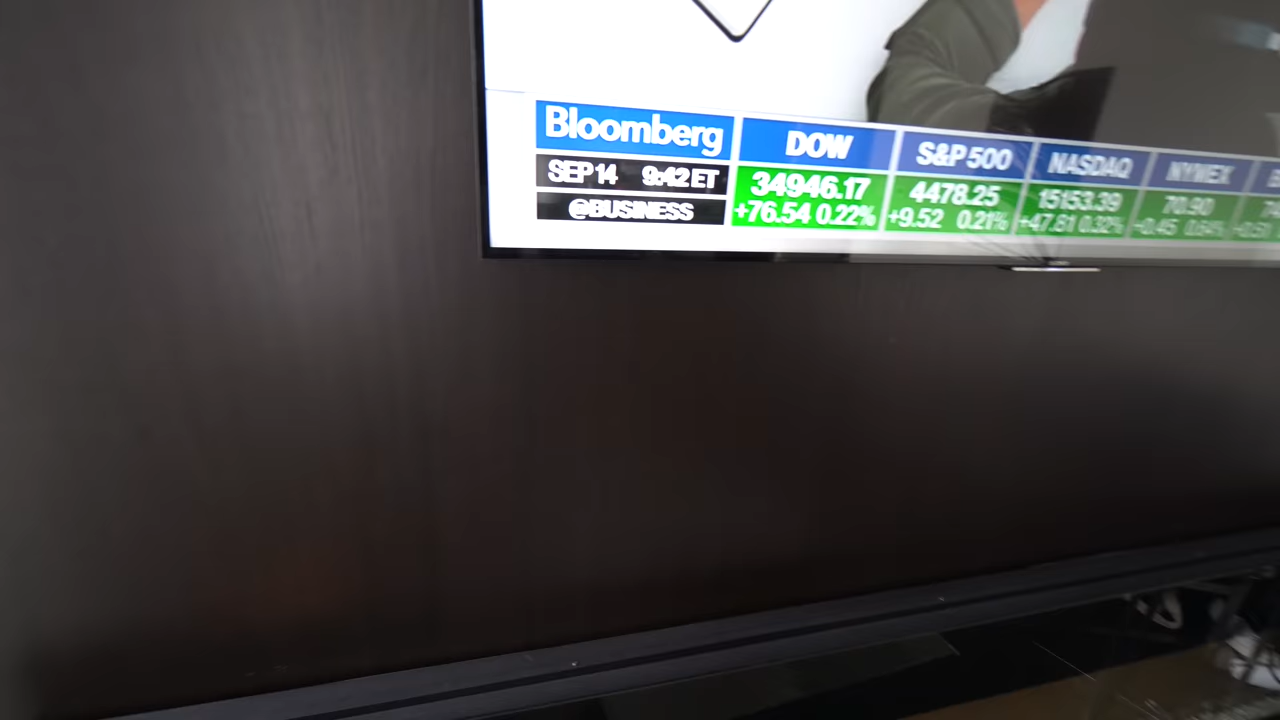 Bloomberg
SEP 14 9:42 ET
@BUSINESS
DOW
34946.17
+76.54 0.22%
S&P 500
4478.25
+9.52 0.21%
NASDAQ
15153.39
+47.61 0.32%
NYMEX
70.90